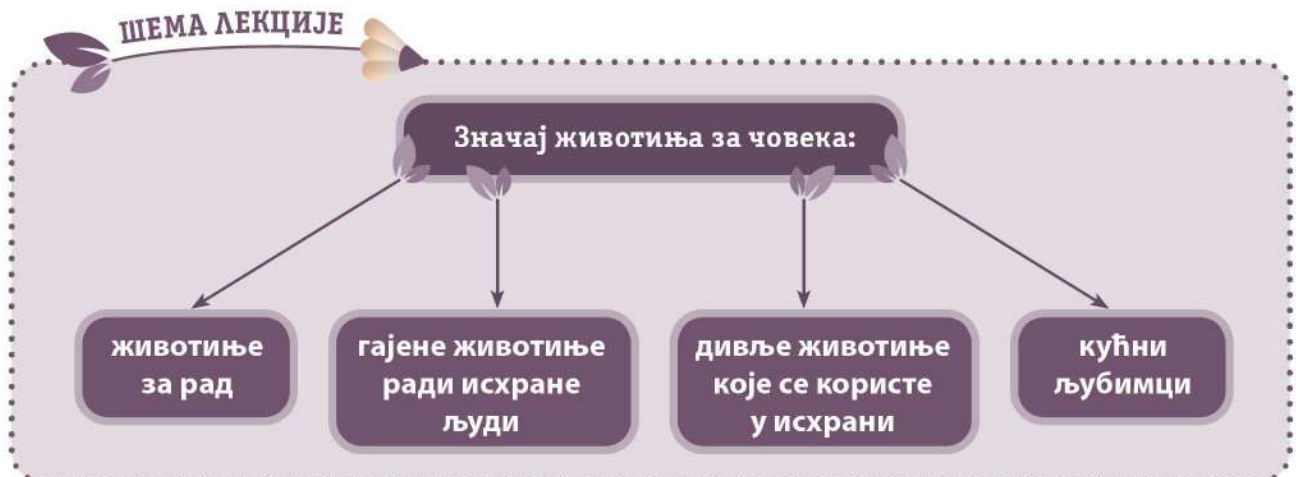 ШЕМА ЛЕКЦИЈЕ
Значај животиња за човека:
животиње
за рад
гајене животиње
ради исхране
људи
дивље животиње
које се користе
у исхрани
кућни
љубимци